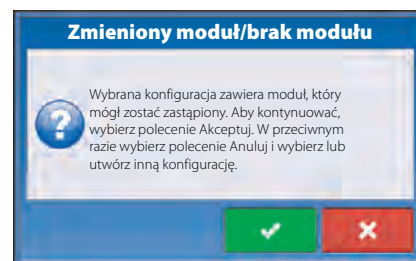 Zmieniony moduł/brak modułu
Wybrana konfiguracja zawiera moduł, który
mógł zostać zastąpiony. Aby kontynuować,
wybierz polecenie Akceptuj. W przeciwnym
razie wybierz polecenie Anuluj i wybierz lub
utwórz inną konfigurację.